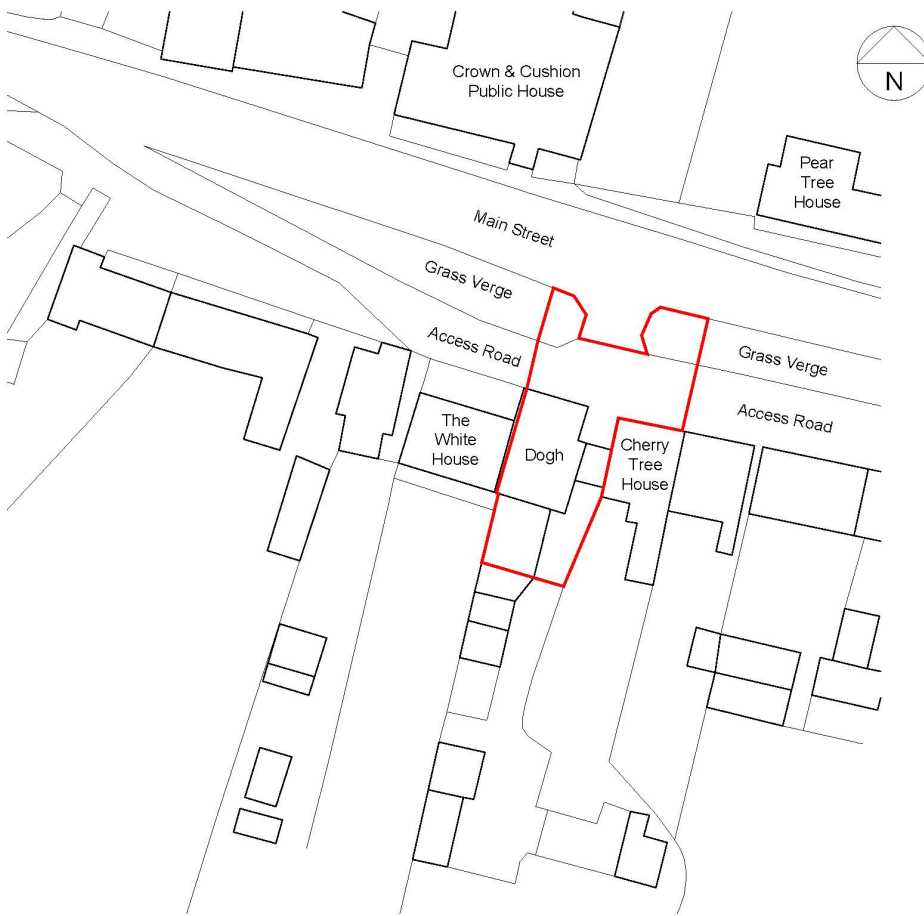 Crown & Cushion
Public House
N
Pear
Tree
House
Main Street
Grass Verge
Access Road
Grass Verge
Access Road
The
White
House
Dogh
Cherry
Tree
House